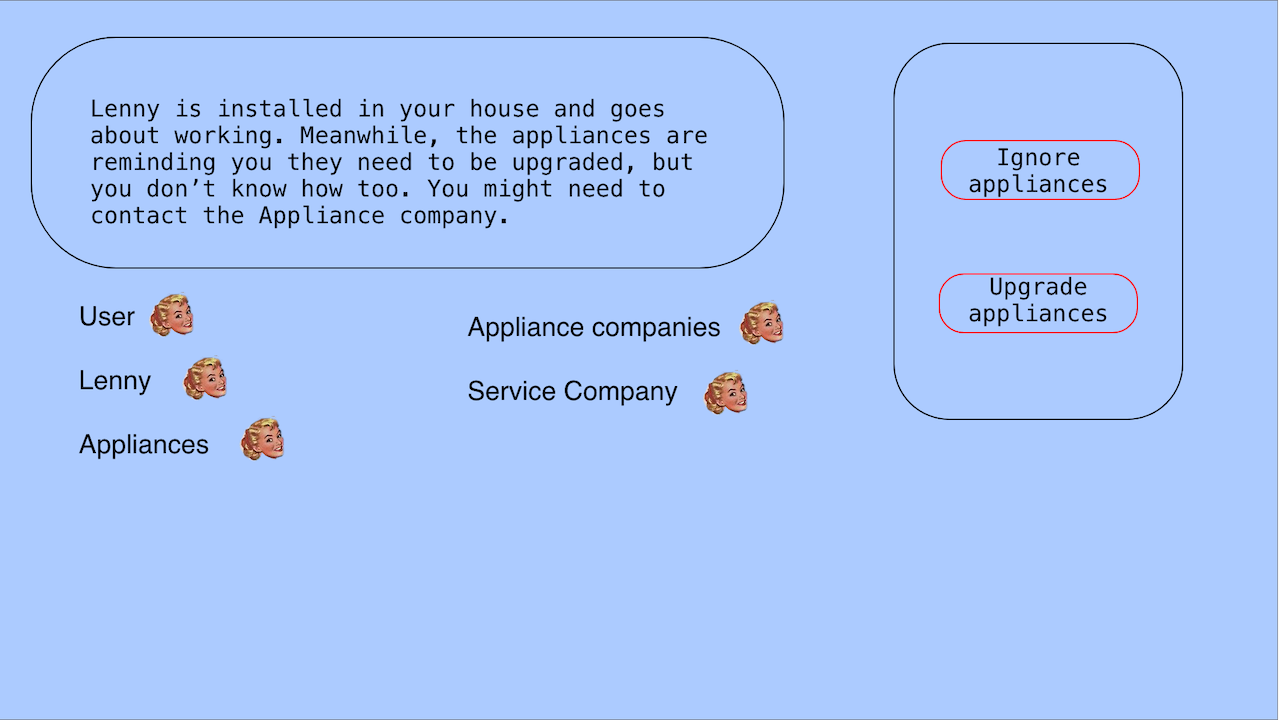 Lenny is installed in your house and goes
about working. Meanwhile, the appliances are
reminding you they need to be upgraded, but
you don’t know how too. You might need to
contact the Appliance company.
Ignore
appliances
Upgrade
appliances
User
Lenny
Appliances
Appliance companies
Service Company